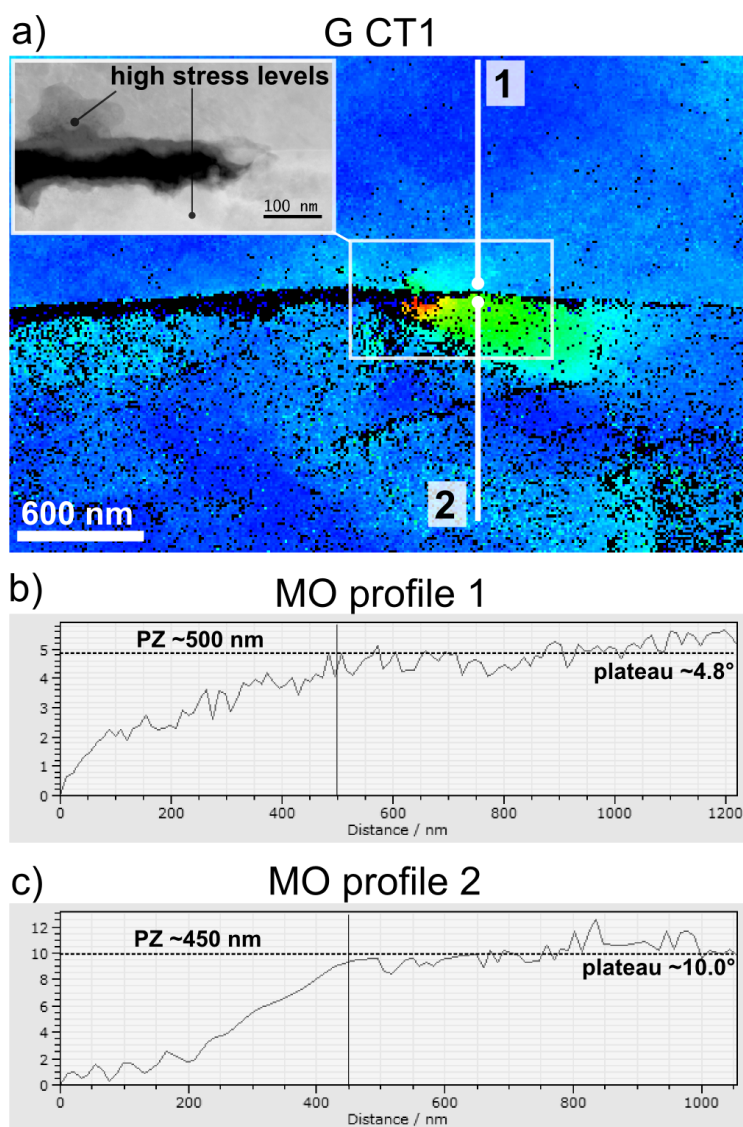 a)
G CT1
high stress levels
100 nm
1
2
600 nm
b)
MO profile 1
PZ ~500 nm
plateau ~4.8°
5
4
3
2
1
0
0 200 400 600 800 1000 1200
Distance / nm
c)
MO profile 2
PZ ~450 nm
plateau ~10.0°
12
10
8
6
4
2
0
0 200 400 600 800 1000
Distance / nm